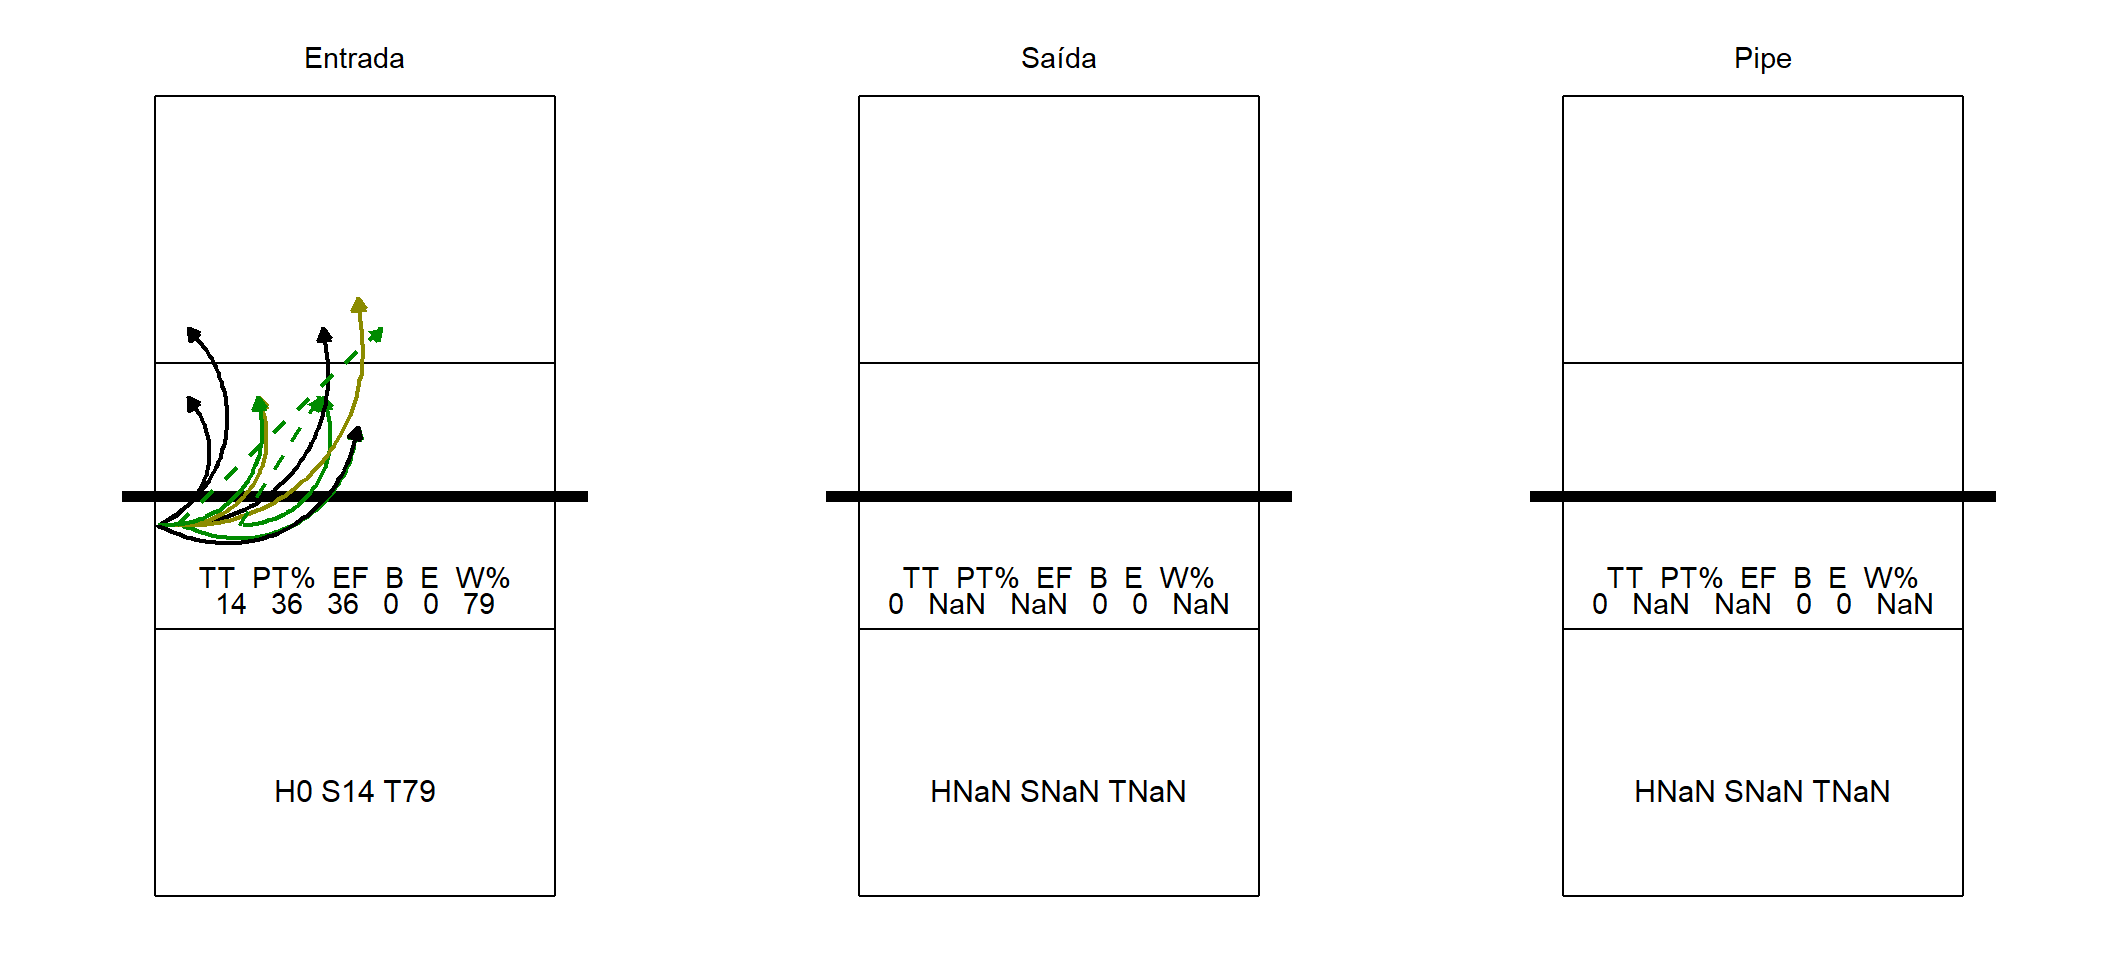 Entrada
TT PT% EF B E W%
14 36 36 0 0 79
H0 S14 T79
Saída
TT PT% EF B E W%
0 NaN NaN 0 0 NaN
HNaN SNaN TNaN
Pipe
TT PT% EF B E W%
0 NaN NaN 0 0 NaN
HNaN SNaN TNaN